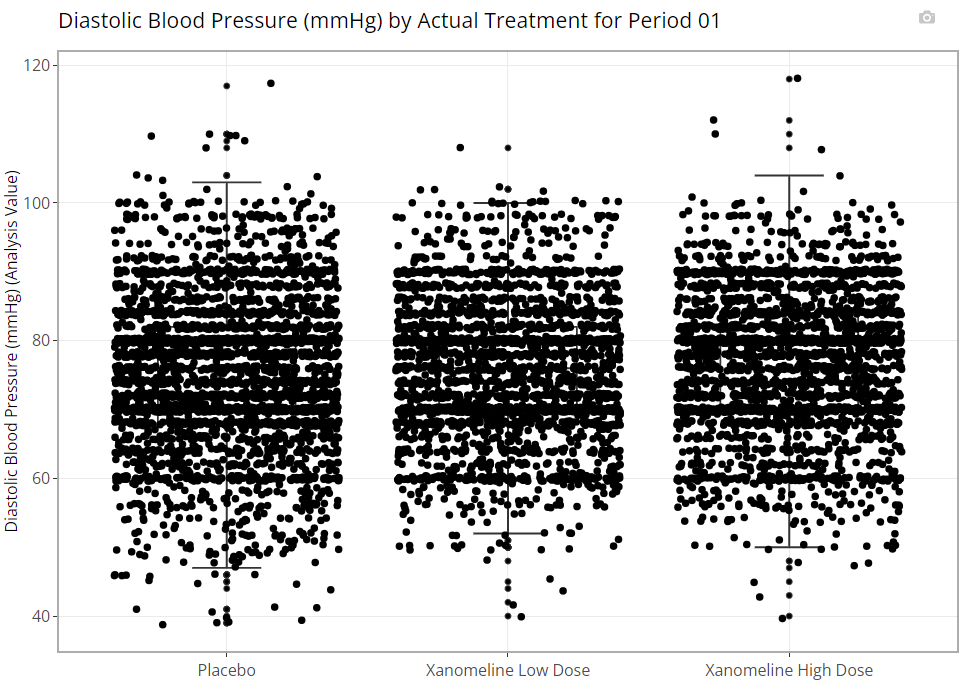 Diastolic Blood Pressure (mmHg) by Actual Treatment for Period 01
Diastolic Blood Pressure (mmHg) (Analysis Value)
120
100
80
60
40
Placebo
Xanomeline Low Dose
Xanomeline High Dose